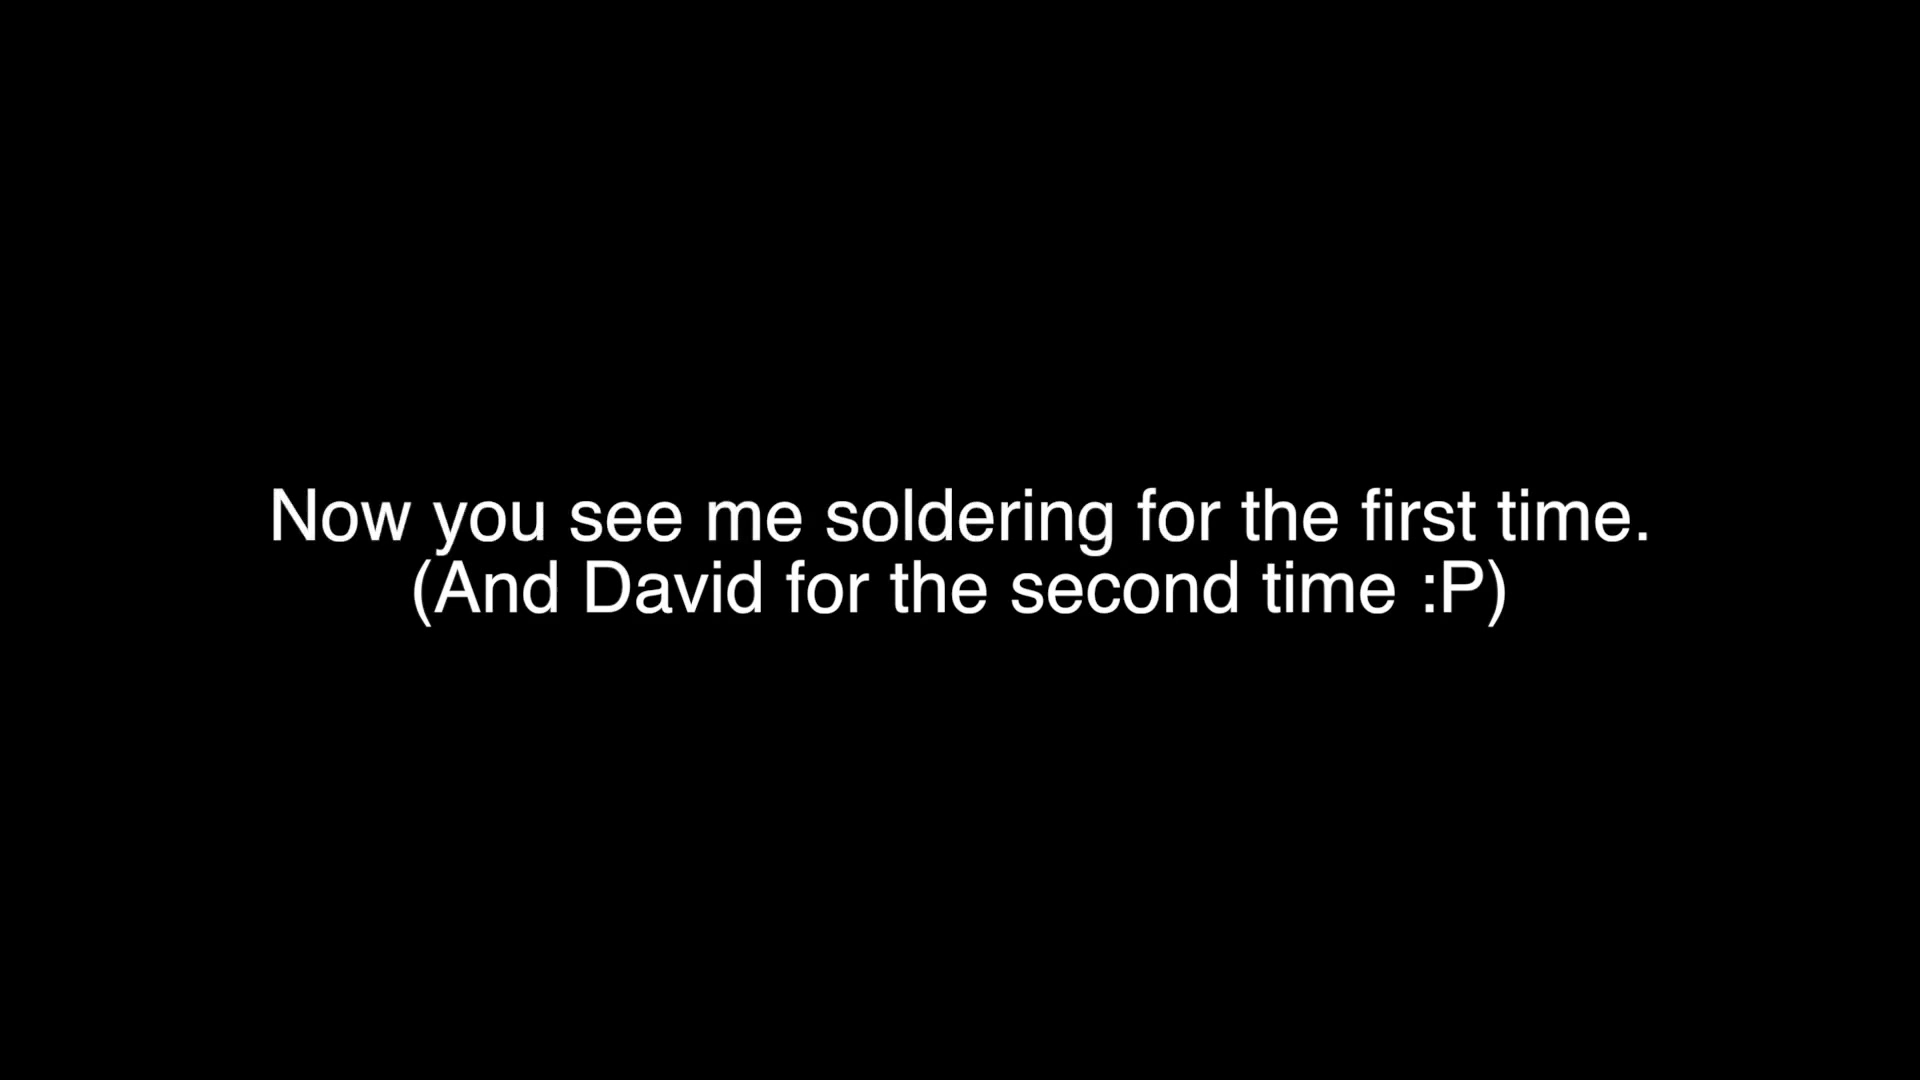 Now you see me soldering for the first time.
(And David for the second time :P)